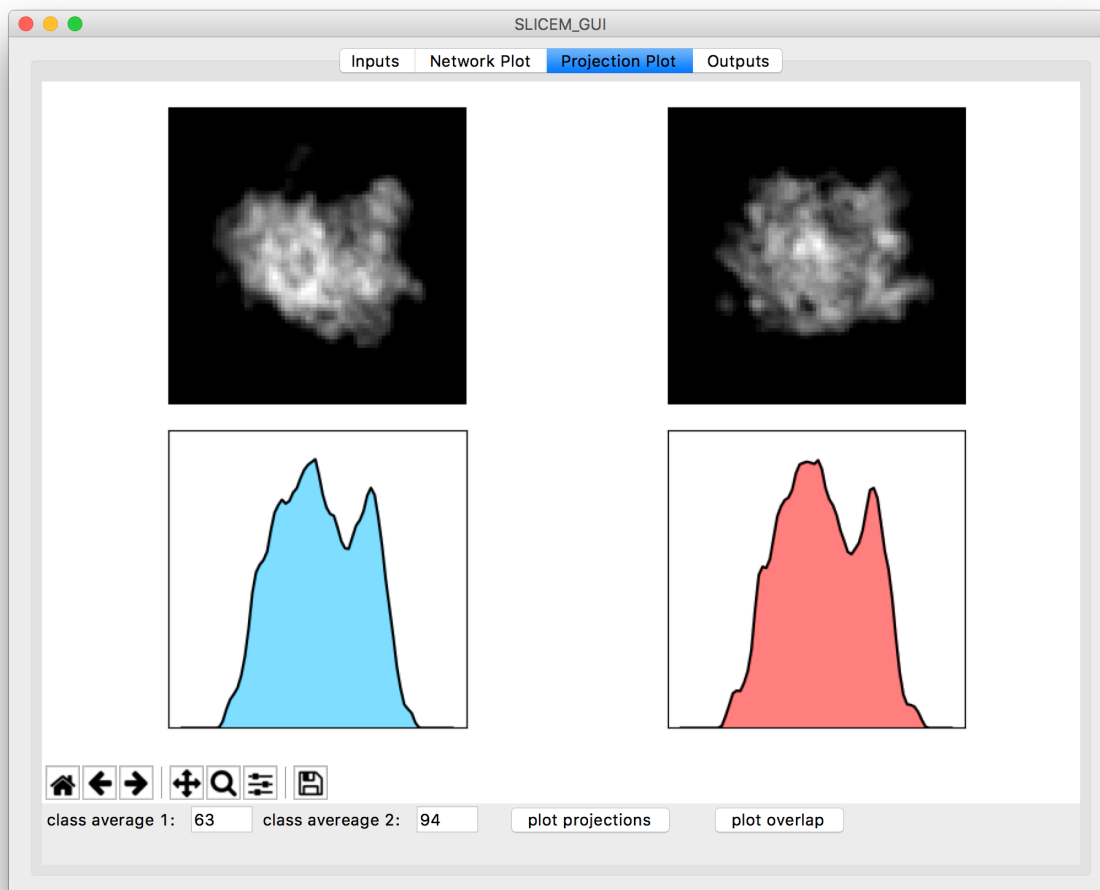 SLICEM_GUI
Inputs Network Plot Projection Plot Outputs
class average 1: 63 class avereage 2: 94 plot projections plot overlap